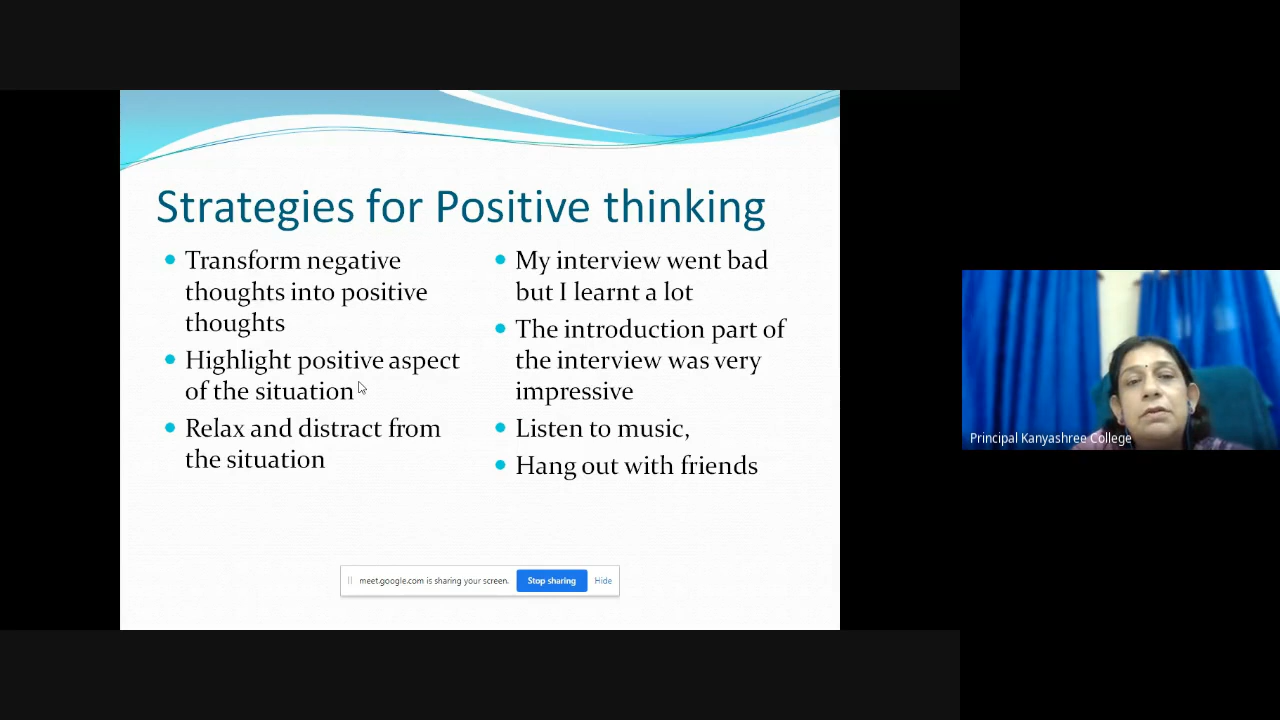 Strategies for Positive thinking
Transform negative
thoughts into positive
thoughts
Highlight positive aspect
of the situation
Relax and distract from
the situation
My interview went bad
but I learnt a lot
The introduction part of
the interview was very
impressive
Listen to music,
Hang out with friends
meet.google.com is sharing your screen.
Stop sharing
Hide
Principal Kanyashree College